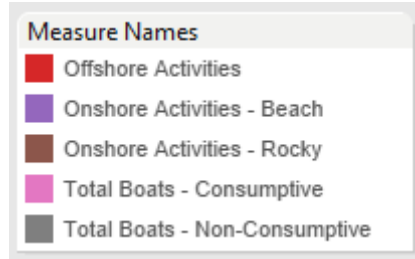 Measure Names
Offshore Activities
Onshore Activities - Beach
Onshore Activities - Rocky
Total Boats - Consumptive
Total Boats - Non-Consumptive